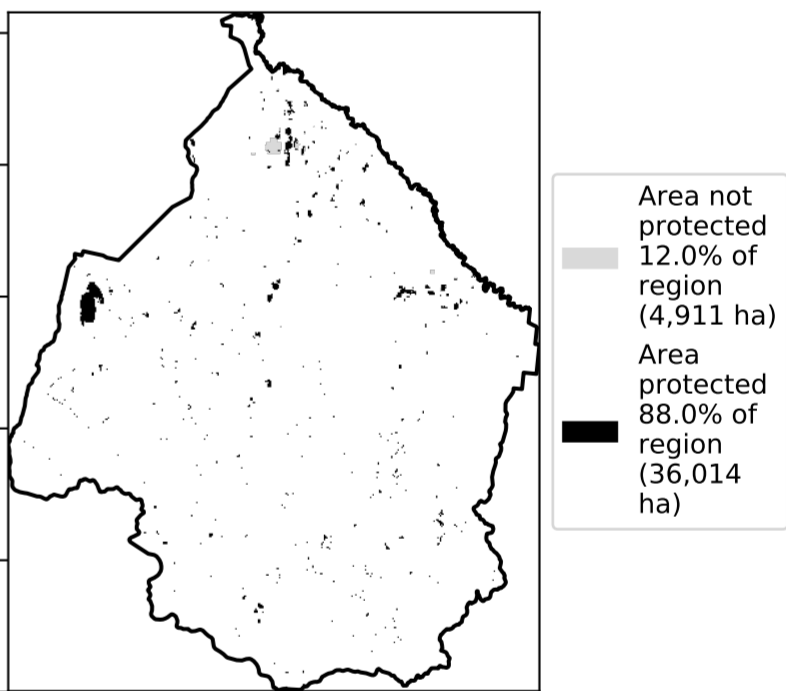 Area not
protected
12.0% of
region
(4,911 ha)
Area
protected
88.0% of
region
(36,014
ha)